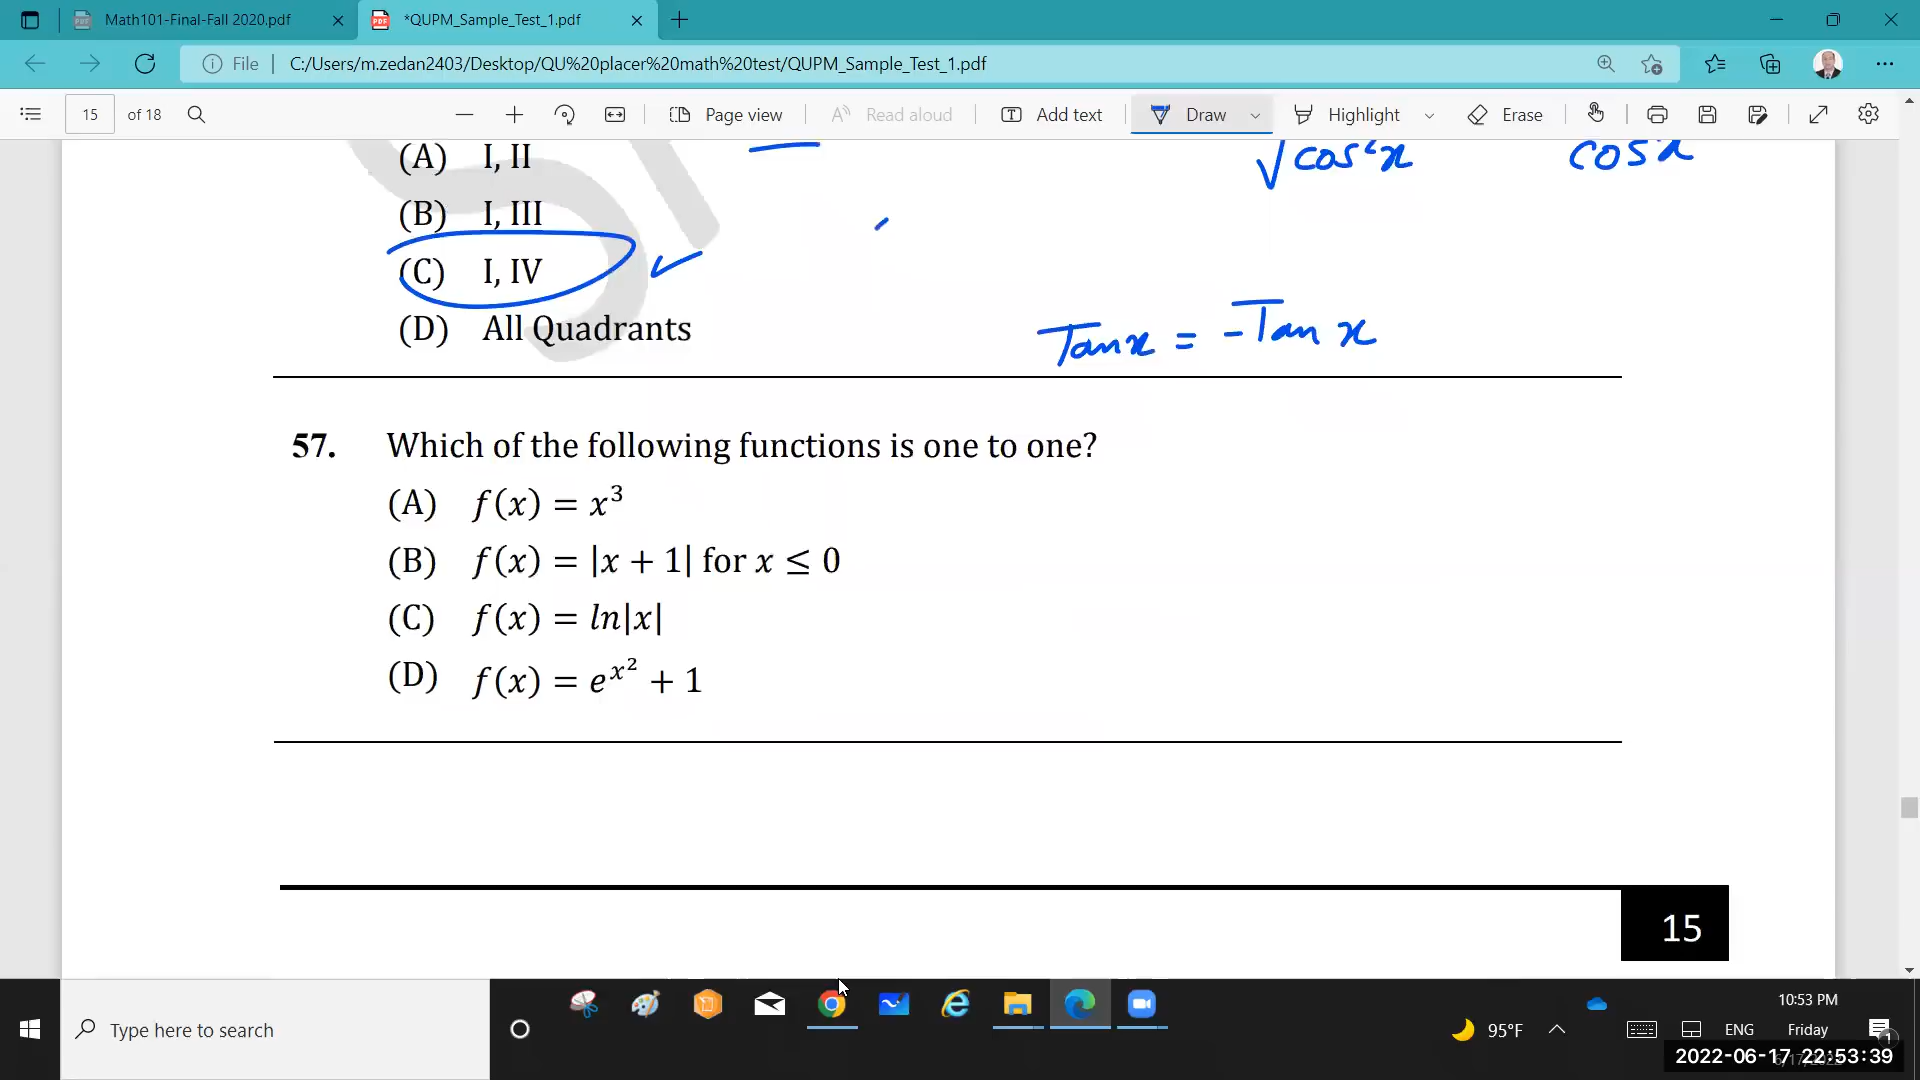 Math101-Final-Fall 2020.pdf
*QUPM_Sample_Test_1.pdf
File
C:/Users/m.zedan2403/Desktop/QU%20placer%20math%20test/QUPM_Sample_Test_1.pdf
15 of 18
Page view
Read aloud
Add text
Draw
Highlight
Erase
(A) I, II
√cos²x cos x
(B) I, III
(C) I, IV
(D) All Quadrants
Tan x = -Tan x
57. Which of the following functions is one to one?
(A) f(x) = x³
(B) f(x) = |x + 1| for x ≤ 0
(C) f(x) = ln|x|
(D) f(x) = e^{x²} + 1
15
Type here to search
95°F
ENG
10:53 PM
Friday
1
2022-06-17 22:53:39